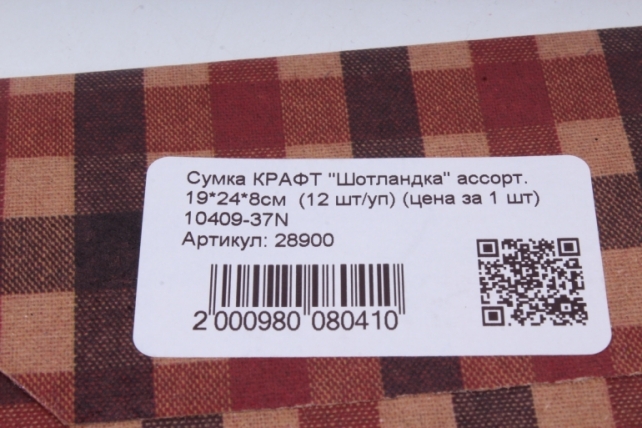 Сумка КРАФТ "Шотландка" ассорт.
19*24*8см (12 шт/уп) (цена за 1 шт)
10409-37N
Артикул: 28900
2 000980 080410